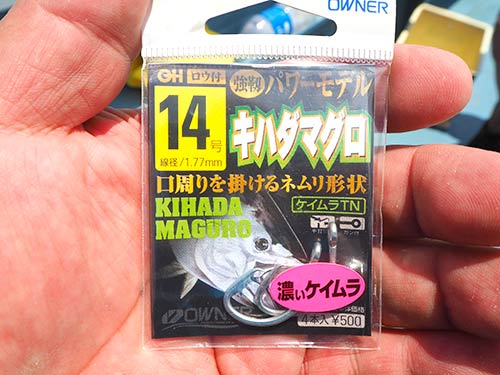 OWNER
OH ロウ付 強靭 パワーモデル
14号
キハダマグロ
線径/1.77mm
口周りを掛けるネムリ形状
KIHADA
MAGURO
ケイムラTN
濃いケイムラ
OWNER
4本入 ¥500